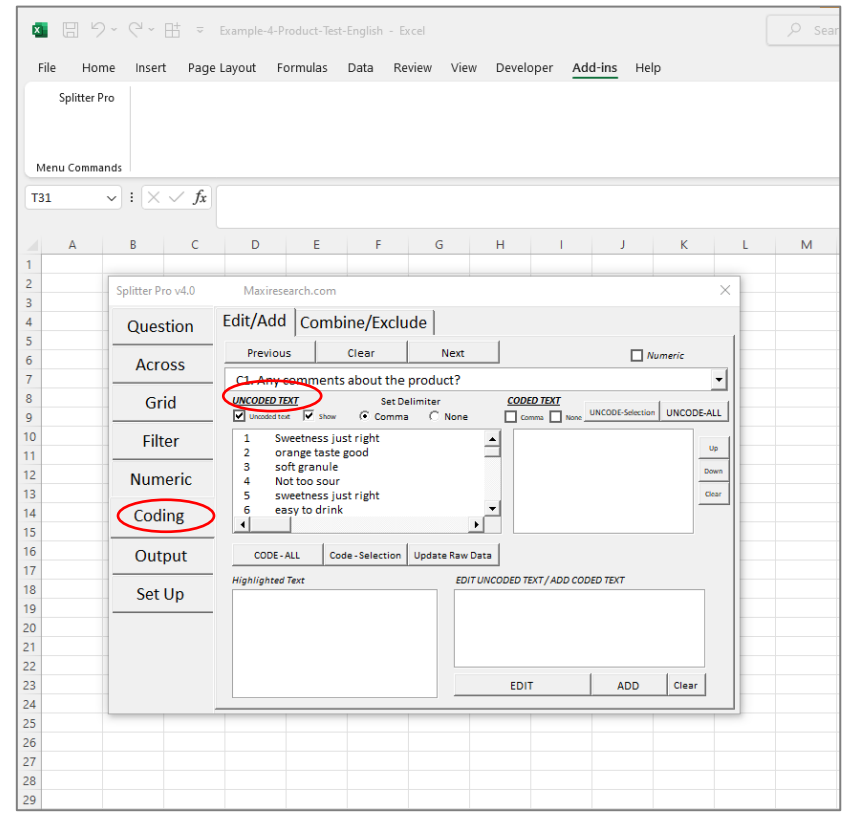 Example-4-Product-Test-English - Excel
Sear
File Home Insert Page Layout Formulas Data Review View Developer Add-ins Help
Splitter Pro
Menu Commands
T31 fx
A B C D E F G H I J K L M
1
2
Splitter Pro v4.0 Maxiresearch.com
3
4
Question Edit/Add Combine/Exclude
5
Previous Clear Next Numeric
6
Across
7
C1. Any comments about the product?
8
Grid UNCODED TEXT Set Delimiter CODED TEXT
9
Uncoded text Show Comma None Comma None UNCODE-Selection UNCODE-ALL
10
Filter
1 Sweetness just right
Up
11
2 orange taste good
12
3 soft granule
Down
Numeric
13
4 Not too sour
Clear
5 sweetness just right
14
Coding
6 easy to drink
15
16
Output CODE - ALL Code - Selection Update Raw Data
17
18
Set Up Highlighted Text EDIT UNCODED TEXT / ADD CODED TEXT
19
20
21
22
23
EDIT ADD Clear
24
25
26
27
28
29